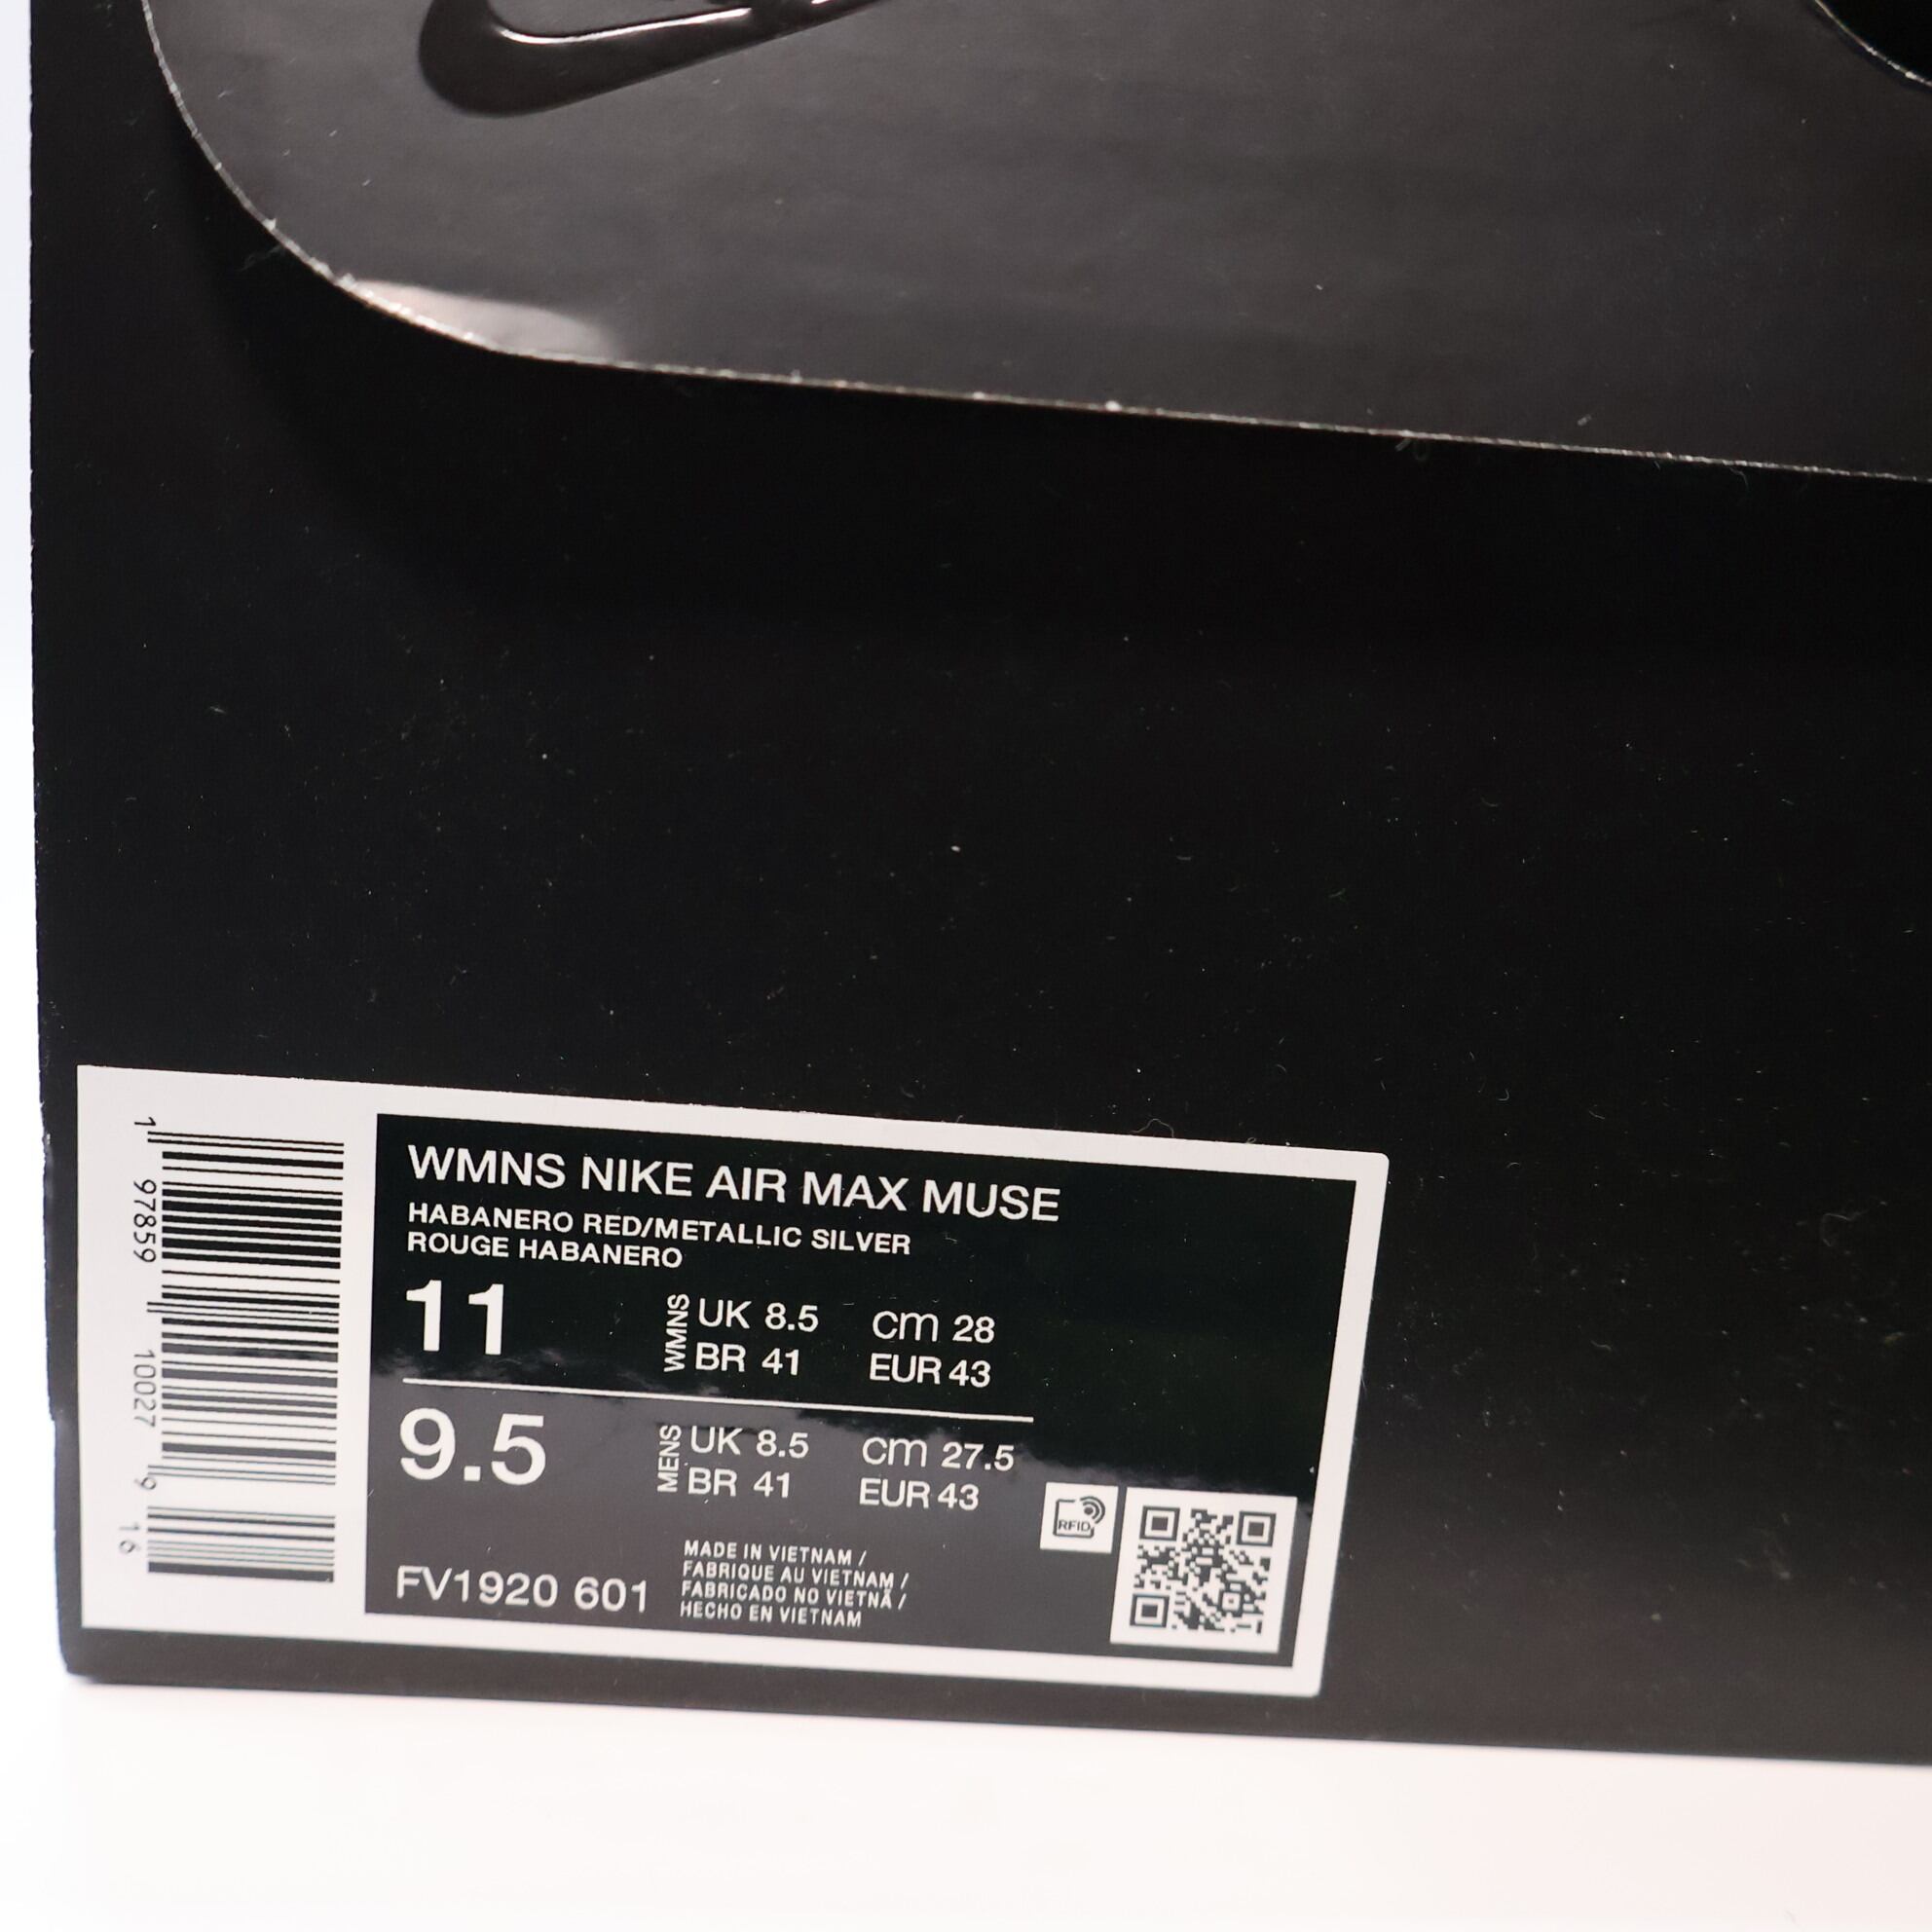 WMNS NIKE AIR MAX MUSE
HABANERO RED/METALLIC SILVER
ROUGE HABANERO
11
WMNS
UK 8.5 cm 28
BR 41 EUR 43
9.5
MENS
UK 8.5 cm 27.5
BR 41 EUR 43
FV1920 601
MADE IN VIETNAM /
FABRIQUE AU VIETNAM /
FABRICADO NO VIETNÃ /
HECHO EN VIETNAM
RFID
1 97859 10027 9 16